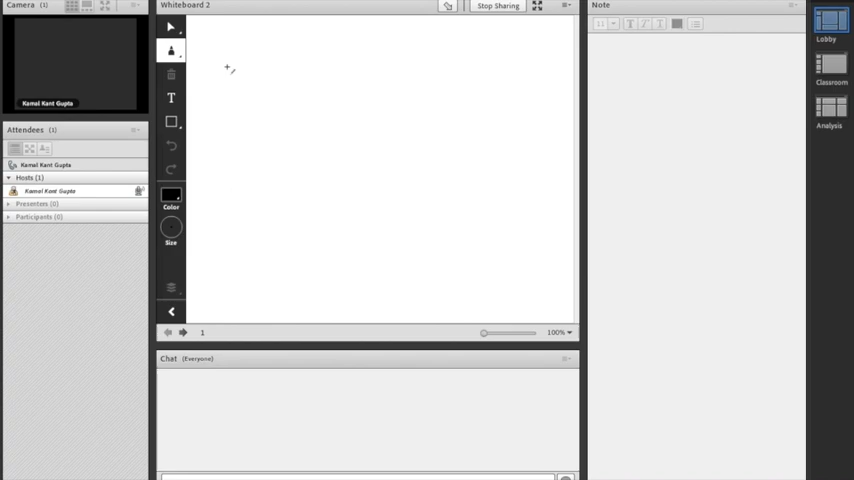 Camera (1)
Kamal Kant Gupta
Attendees (1)
Kamal Kant Gupta
Hosts (1)
Kamal Kant Gupta
Presenters (0)
Participants (0)
Whiteboard 2
Stop Sharing
T
Color
Size
1
100%
Chat (Everyone)
Note
T T T
Lobby
Classroom
Analysis